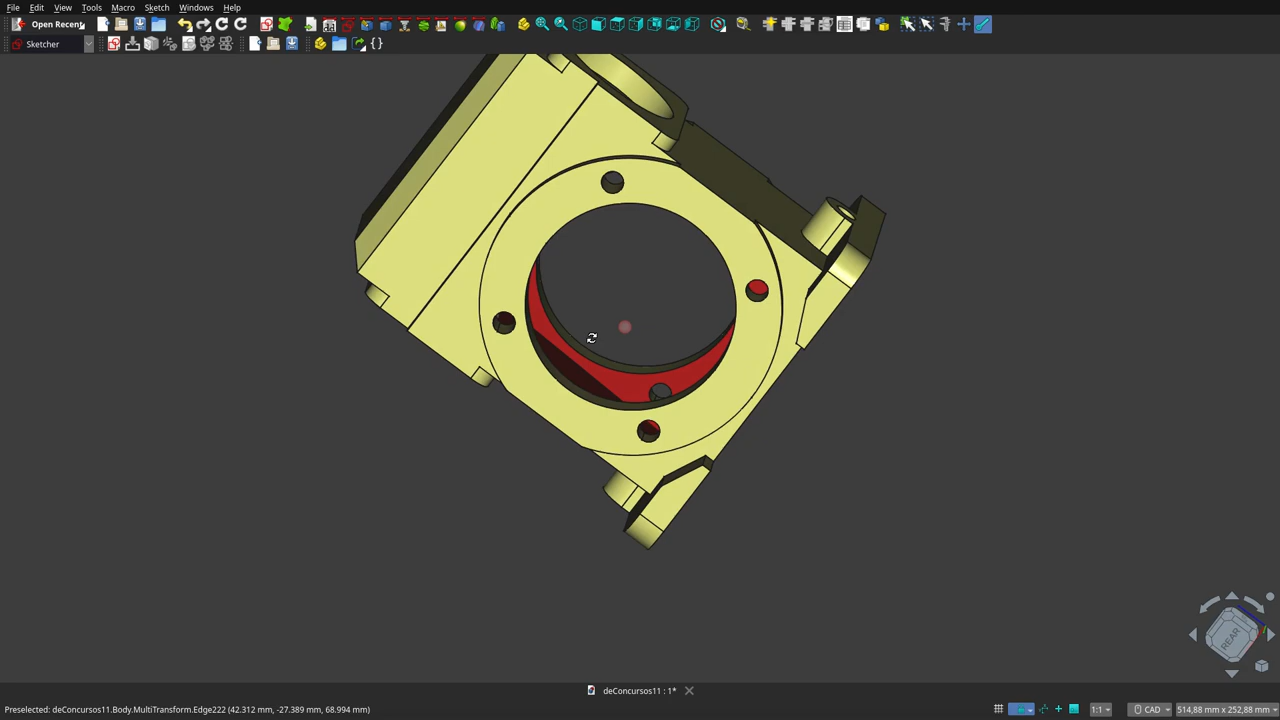 File Edit View Tools Macro Sketch Windows Help
Open Recent
Sketcher
REAR
deConcursos11 : 1*
Preselected: deConcursos11.Body.MultiTransform.Edge222 (42.312 mm, -27.389 mm, 68.994 mm)
1:1
CAD
514,88 mm x 252,88 mm